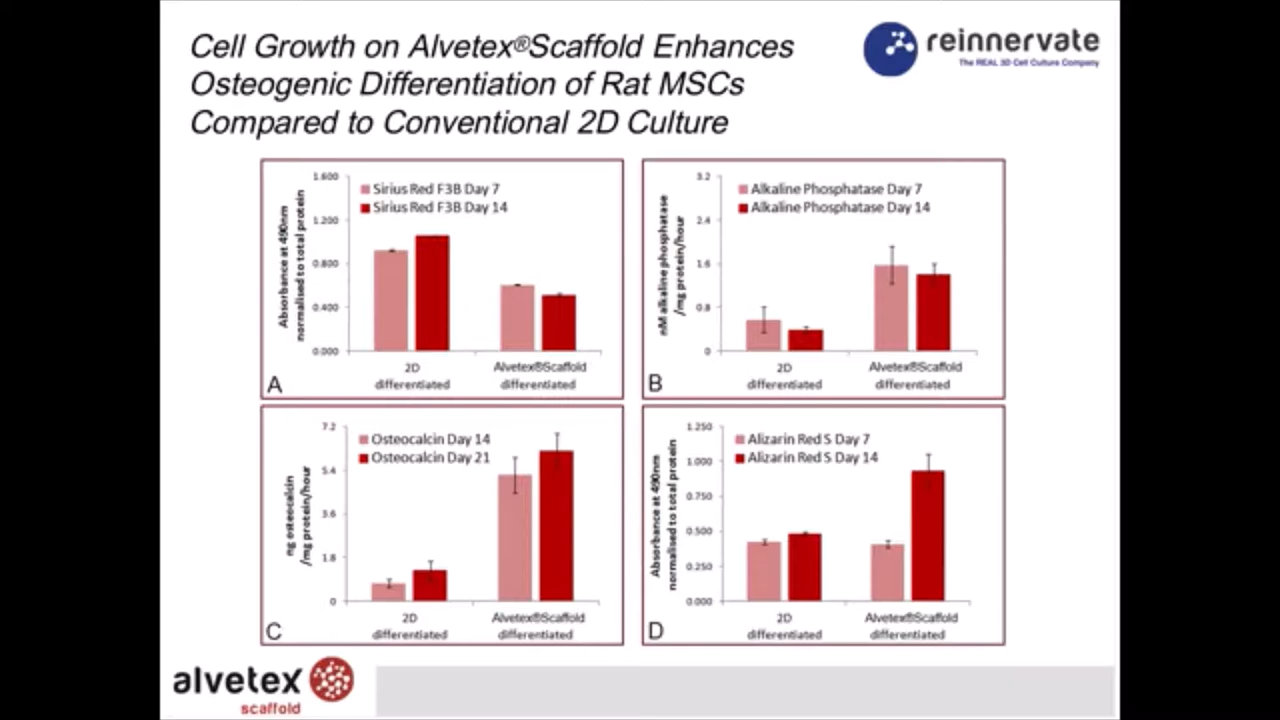 Cell Growth on Alvetex®Scaffold Enhances
Osteogenic Differentiation of Rat MSCs
Compared to Conventional 2D Culture
reinnervate
The REAL 3D Cell Culture Company
Absorbance at 490nm
normalised to total protein
1.600
1.200
0.800
0.400
0.000
Sirius Red F3B Day 7
Sirius Red F3B Day 14
2D
differentiated
Alvetex®Scaffold
differentiated
A
nM alkaline phosphatase
/mg protein/hour
3.2
2.4
1.6
0.8
0
Alkaline Phosphatase Day 7
Alkaline Phosphatase Day 14
2D
differentiated
Alvetex®Scaffold
differentiated
B
ng osteocalcin
/mg protein/hour
7.2
5.4
3.6
1.8
0
Osteocalcin Day 14
Osteocalcin Day 21
2D
differentiated
Alvetex®Scaffold
differentiated
C
Absorbance at 490nm
normalised to total protein
1.250
1.000
0.750
0.500
0.250
0.000
Alizarin Red S Day 7
Alizarin Red S Day 14
2D
differentiated
Alvetex®Scaffold
differentiated
D
alvetex
scaffold